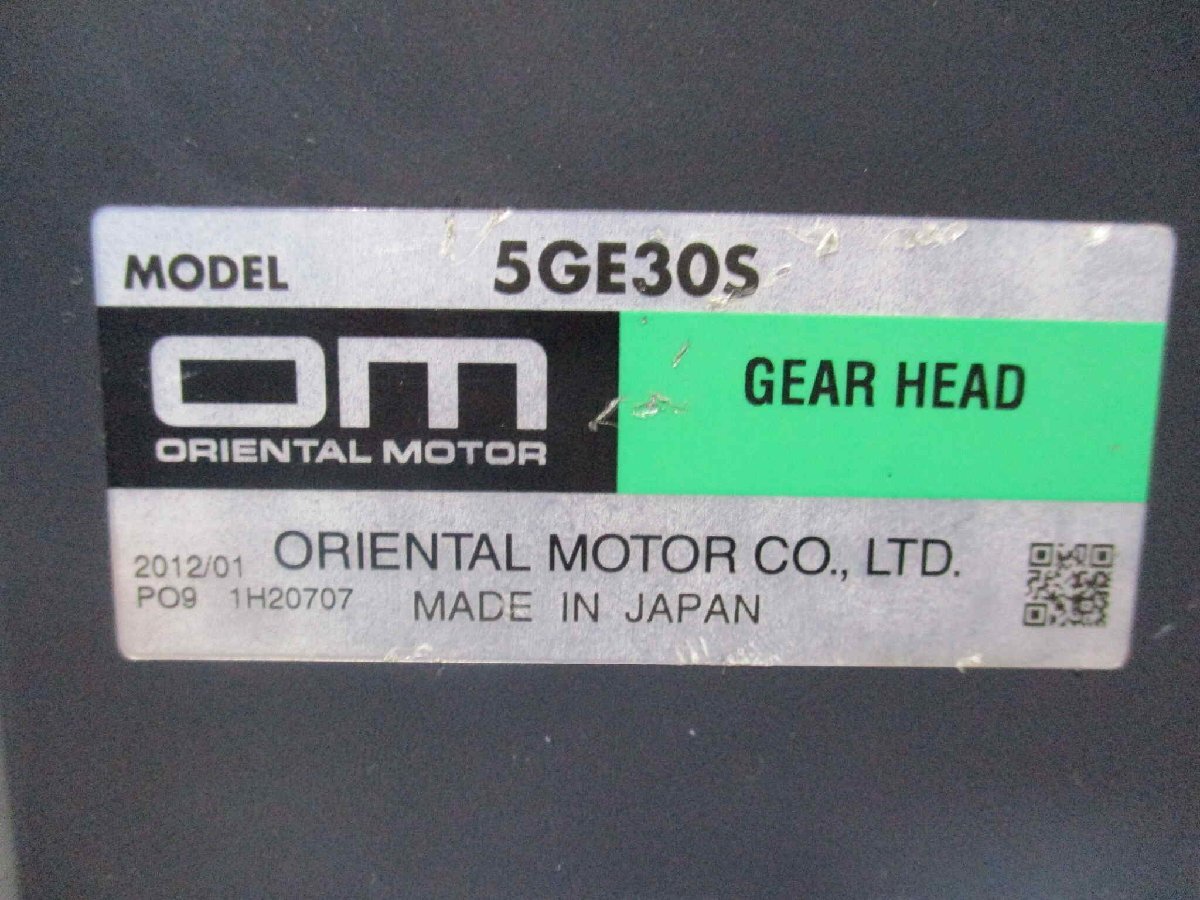 MODEL 5GE30S
om
ORIENTAL MOTOR
GEAR HEAD
2012/01 ORIENTAL MOTOR CO., LTD.
PO9 1H20707 MADE IN JAPAN